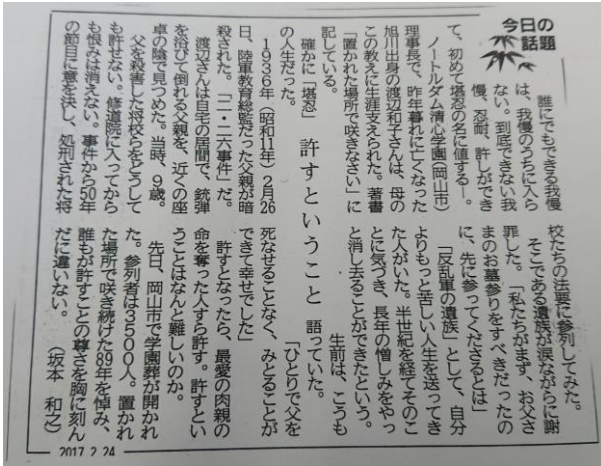 今日の話題
許すということ
誰にでもできる我慢
は、我慢のうちに入ら
ない。到底できない我
慢、忍耐、許しができ
て、初めて堪忍の名に値する―。
ノートルダム清心学園(岡山市)
理事長で、昨年暮れに亡くなった
旭川出身の渡辺和子さんは、母の
この教えに生涯支えられた。著書
「置かれた場所で咲きなさい」に
記している。
確かに「堪忍」
の人生だった。
1936年(昭和11年)2月26
日、陸軍教育総監だった父親が暗
殺された。「二・二六事件」だ。
渡辺さんは自宅の居間で、銃弾
を浴びて倒れる父親を、近くの座
卓の陰で見つめた。当時、9歳。
父を殺害した将校らをどうして
も許せない。修道院に入ってから
も恨みは消えない。事件から50年
の節目に意を決し、処刑された将
校たちの法要に参列してみた。
そこである遺族が涙ながらに謝
罪した。「私たちがまず、お父さ
まのお墓参りをすべきだったの
に、先に参ってくださるとは」
「反乱軍の遺族」として、自分
よりもっと苦しい人生を送ってき
た人がいた。半世紀を経てそのこ
とに気づき、長年の憎しみをやっ
と消し去ることができたという。
生前は、こうも
語っていた。
「ひとりで父を
死なせることなく、みとることが
できて幸せでした」
許すとなったら、最愛の肉親の
命を奪った人すら許す。許すとい
うことはなんと難しいのか。
先日、岡山市で学園葬が開かれ
た。参列者は3500人。置かれ
た場所で咲き続けた89年を悼み、
誰もが許すことの尊さを胸に刻ん
だに違いない。
(坂本 和之)
2017.2.24